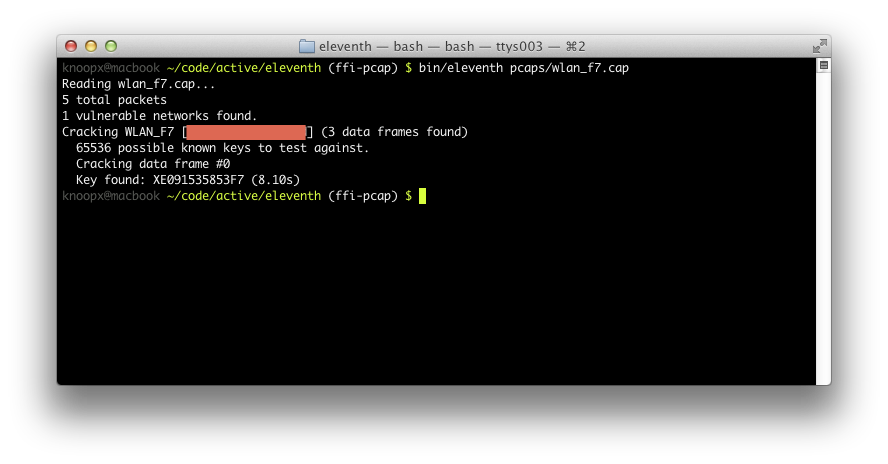 eleventh — bash — bash — ttys003 — ⌘2
knoopx@macbook ~/code/active/eleventh (ffi-pcap) $ bin/eleventh pcaps/wlan_f7.cap
Reading wlan_f7.cap...
5 total packets
1 vulnerable networks found.
Cracking WLAN_F7 [ ] (3 data frames found)
  65536 possible known keys to test against.
  Cracking data frame #0
  Key found: XE091535853F7 (8.10s)
knoopx@macbook ~/code/active/eleventh (ffi-pcap) $